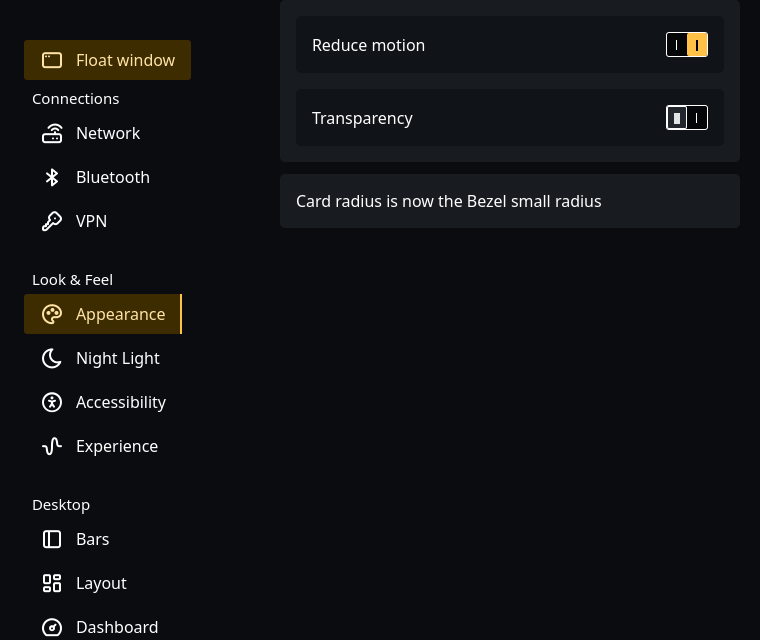 Float window
Connections
Network
Bluetooth
VPN
Look & Feel
Appearance
Night Light
Accessibility
Experience
Desktop
Bars
Layout
Dashboard
Reduce motion
Transparency
Card radius is now the Bezel small radius